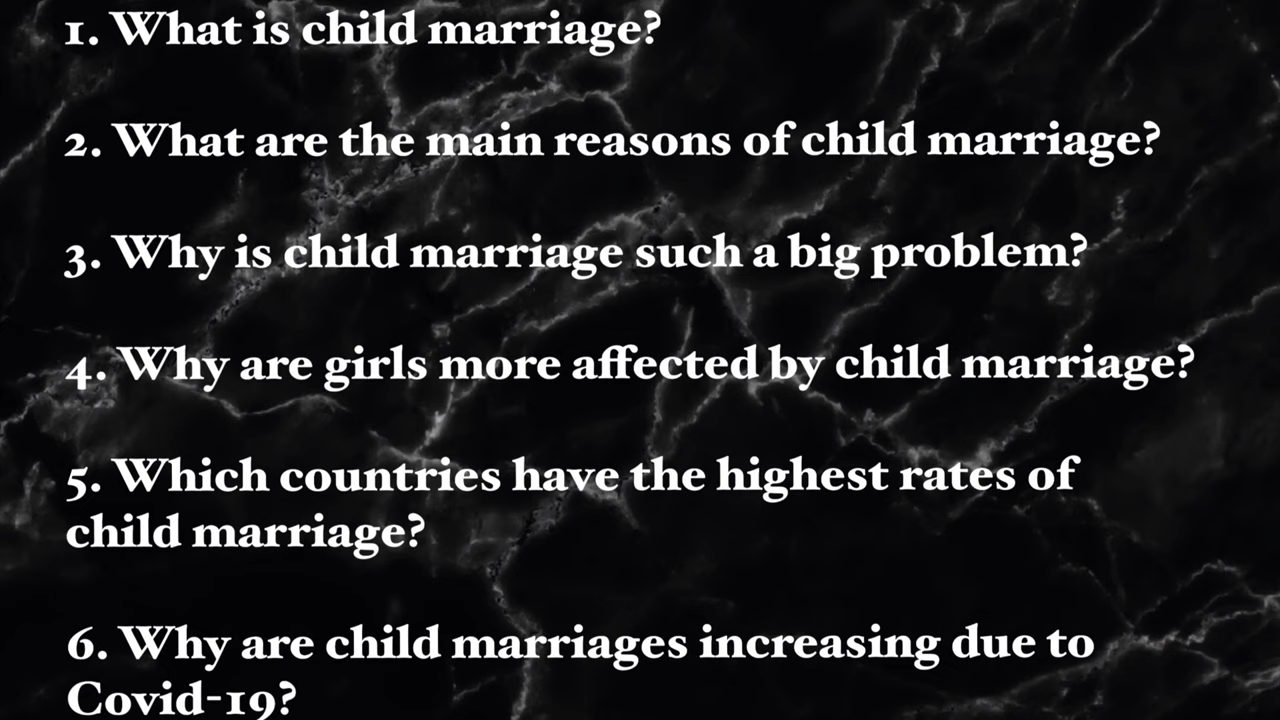 1. What is child marriage?
2. What are the main reasons of child marriage?
3. Why is child marriage such a big problem?
4. Why are girls more affected by child marriage?
5. Which countries have the highest rates of
child marriage?
6. Why are child marriages increasing due to
Covid-19?